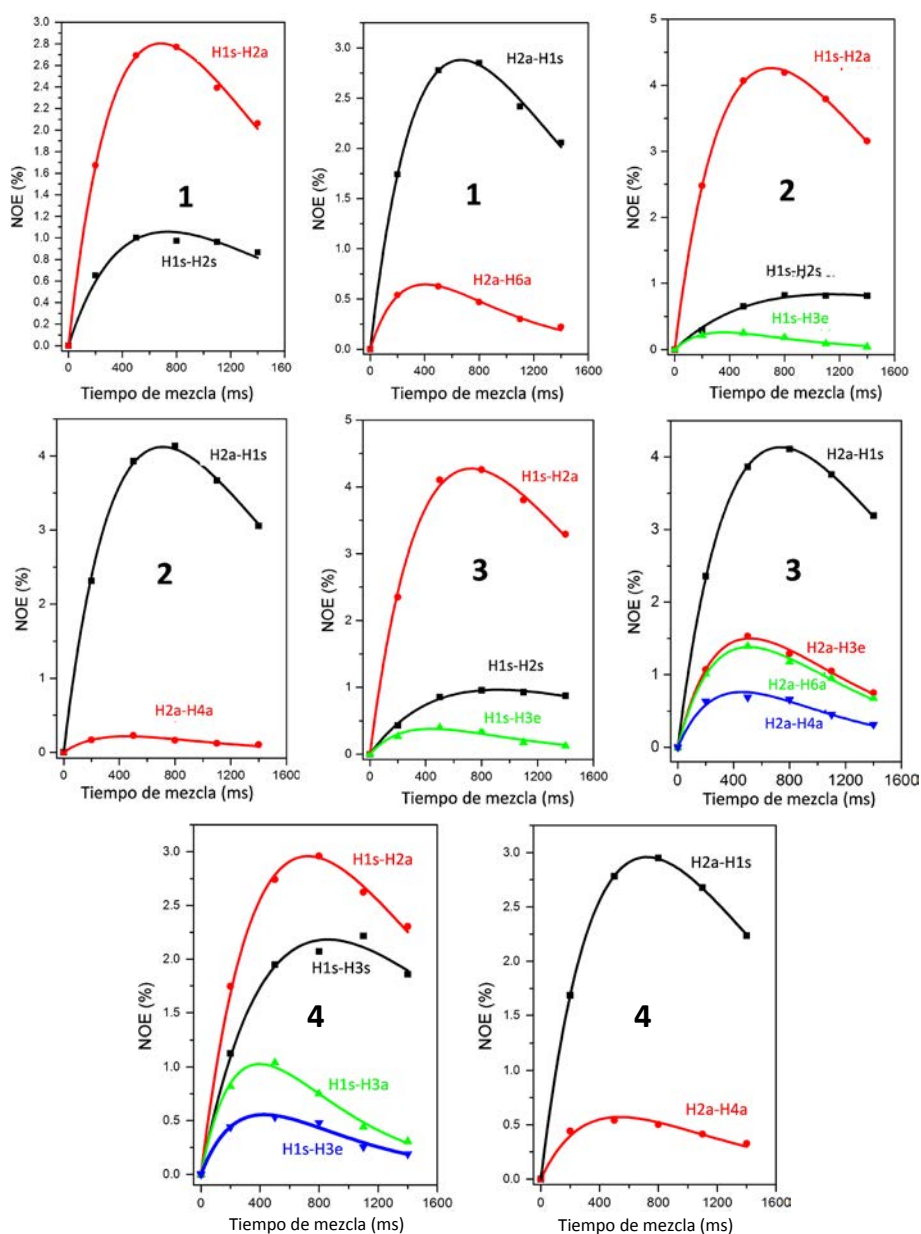 3.0
2.8
2.6
2.4
2.2
2.0
1.8
1.6
1.4
1.2
1.0
0.8
0.6
0.4
0.2
0.0
NOE (%)
H1s-H2a
1
H1s-H2s
0 400 800 1200 1600
Tiempo de mezcla (ms)
3.0
2.5
2.0
1.5
1.0
0.5
0.0
NOE (%)
H2a-H1s
1
H2a-H6a
0 400 800 1200 1600
Tiempo de mezcla (ms)
5
4
3
2
1
0
NOE (%)
H1s-H2a
2
H1s-H2s
H1s-H3e
0 400 800 1200 1600
Tiempo de mezcla (ms)
4
3
2
1
0
NOE (%)
H2a-H1s
2
H2a-H4a
0 400 800 1200 1600
Tiempo de mezcla (ms)
5
4
3
2
1
0
NOE (%)
H1s-H2a
3
H1s-H2s
H1s-H3e
0 400 800 1200 1600
Tiempo de mezcla (ms)
4
3
2
1
0
NOE (%)
H2a-H1s
3
H2a-H3e
H2a-H6a
H2a-H4a
0 400 800 1200 1600
Tiempo de mezcla (ms)
3.0
2.5
2.0
1.5
1.0
0.5
0.0
NOE (%)
H1s-H2a
H1s-H3s
4
H1s-H3a
H1s-H3e
0 400 800 1200 1600
Tiempo de mezcla (ms)
3.0
2.5
2.0
1.5
1.0
0.5
0.0
NOE (%)
H2a-H1s
4
H2a-H4a
0 400 800 1200 1600
Tiempo de mezcla (ms)